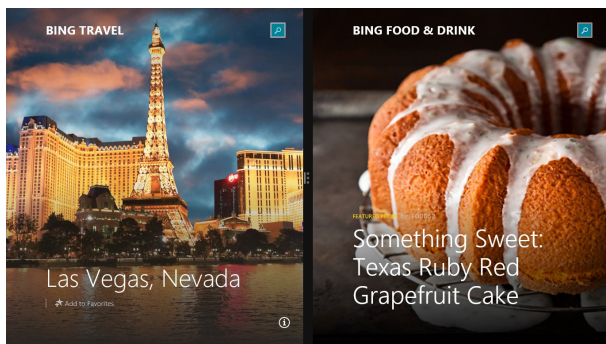 BING TRAVEL
Las Vegas, Nevada
Add to Favorites
BING FOOD & DRINK
Something Sweet:
Texas Ruby Red
Grapefruit Cake